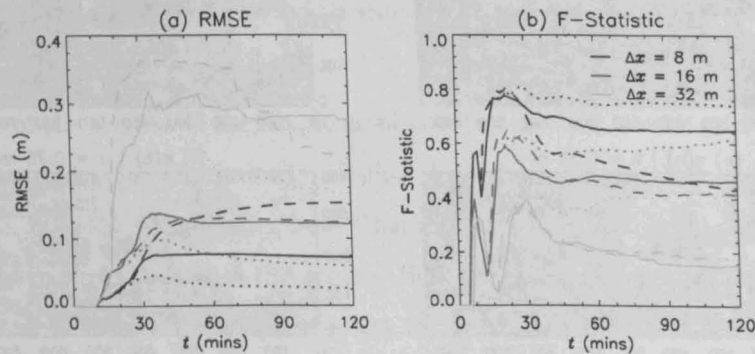 (a) RMSE
(b) F-Statistic
0.4
0.3
0.2
0.1
0.0
RMSE (m)
0
30
60
90
120
t (mins)
1.0
0.8
0.6
0.4
0.2
0.0
F-Statistic
Δx = 8 m
Δx = 16 m
Δx = 32 m
0
30
60
90
120
t (mins)